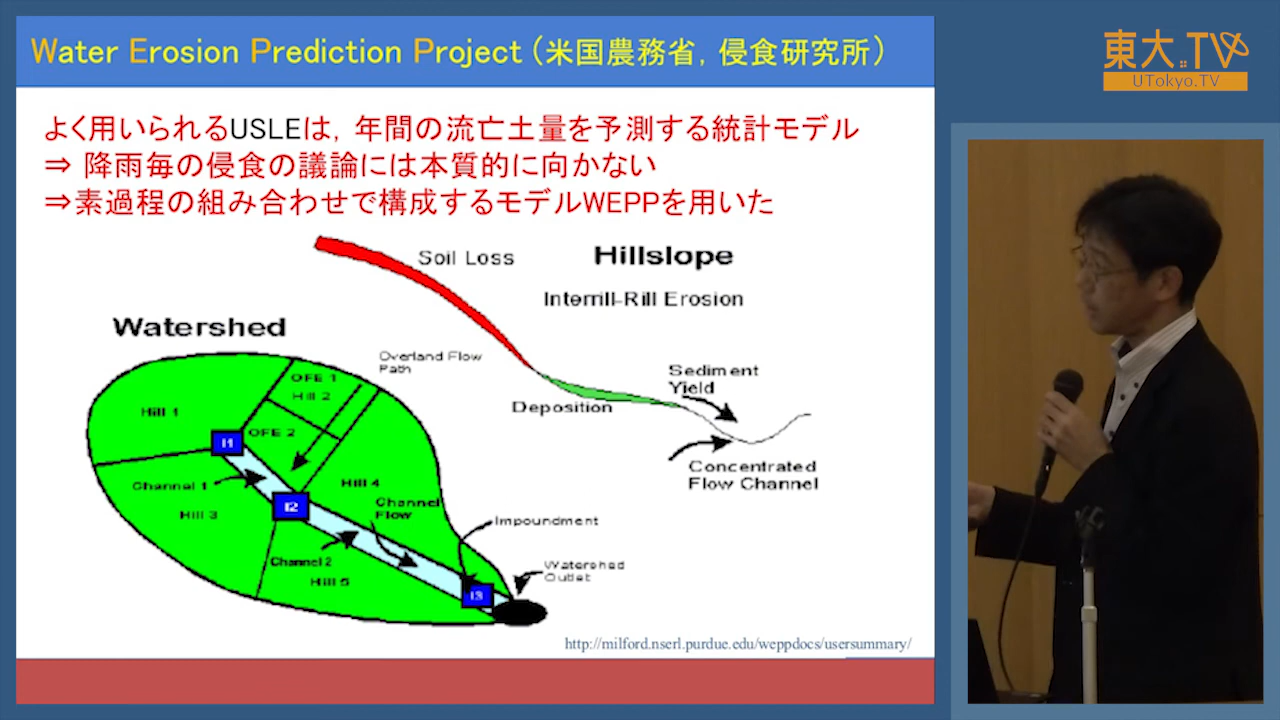 Water Erosion Prediction Project（米国農務省，侵食研究所）
東大.TV
UTokyo.TV
よく用いられるUSLEは，年間の流亡土量を予測する統計モデル
⇒ 降雨毎の侵食の議論には本質的に向かない
⇒素過程の組み合わせで構成するモデルWEPPを用いた
Soil Loss
Hillslope
Interrill-Rill Erosion
Watershed
Overland Flow
Path
Sediment
Yield
Deposition
Concentrated
Flow Channel
OFE 1
Hill 2
Hill 1
OFE 2
I1
Channel 1
Hill 3
I2
Hill 4
Channel
Flow
Impoundment
Channel 2
Hill 5
Watershed
Outlet
I3
http://milford.nserl.purdue.edu/weppdocs/usersummary/